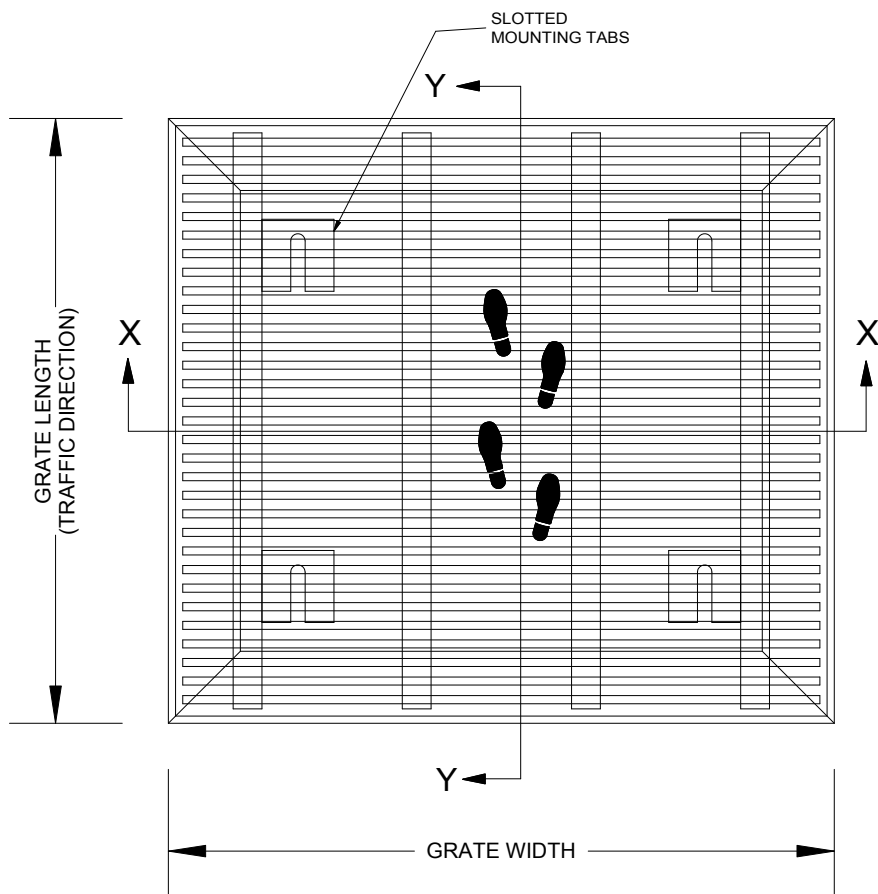 SLOTTED
MOUNTING TABS
Y
X
X
GRATE LENGTH
(TRAFFIC DIRECTION)
Y
GRATE WIDTH